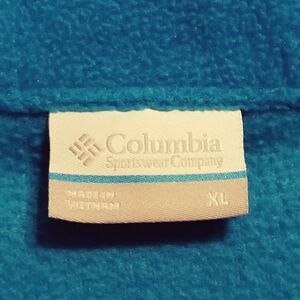 Columbia
Sportswear Company
MADE IN
VIETNAM
XL